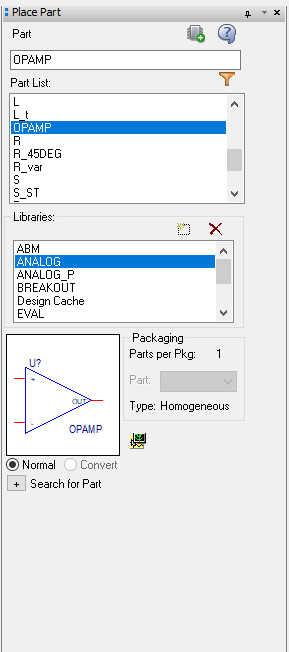 Place Part
Part
OPAMP
Part List:
L
L_t
OPAMP
R
R_45DEG
R_var
S
S_ST
Libraries:
ABM
ANALOG
ANALOG_P
BREAKOUT
Design Cache
EVAL
U?
+
-
OUT
OPAMP
Packaging
Parts per Pkg: 1
Part:
Type: Homogeneous
Normal Convert
+ Search for Part